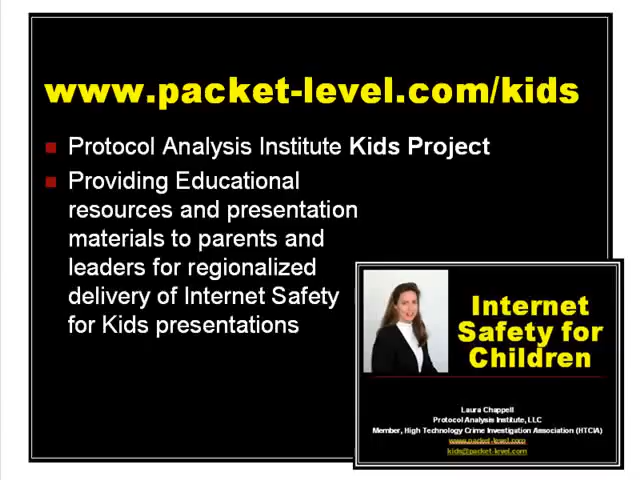 www.packet-level.com/kids
Protocol Analysis Institute Kids Project
Providing Educational
resources and presentation
materials to parents and
leaders for regionalized
delivery of Internet Safety
for Kids presentations
Internet
Safety for
Children
Laura Chappell
Protocol Analysis Institute, LLC
Member, High Technology Crime Investigation Association (HTCIA)
www.packet-level.com
kids@packet-level.com